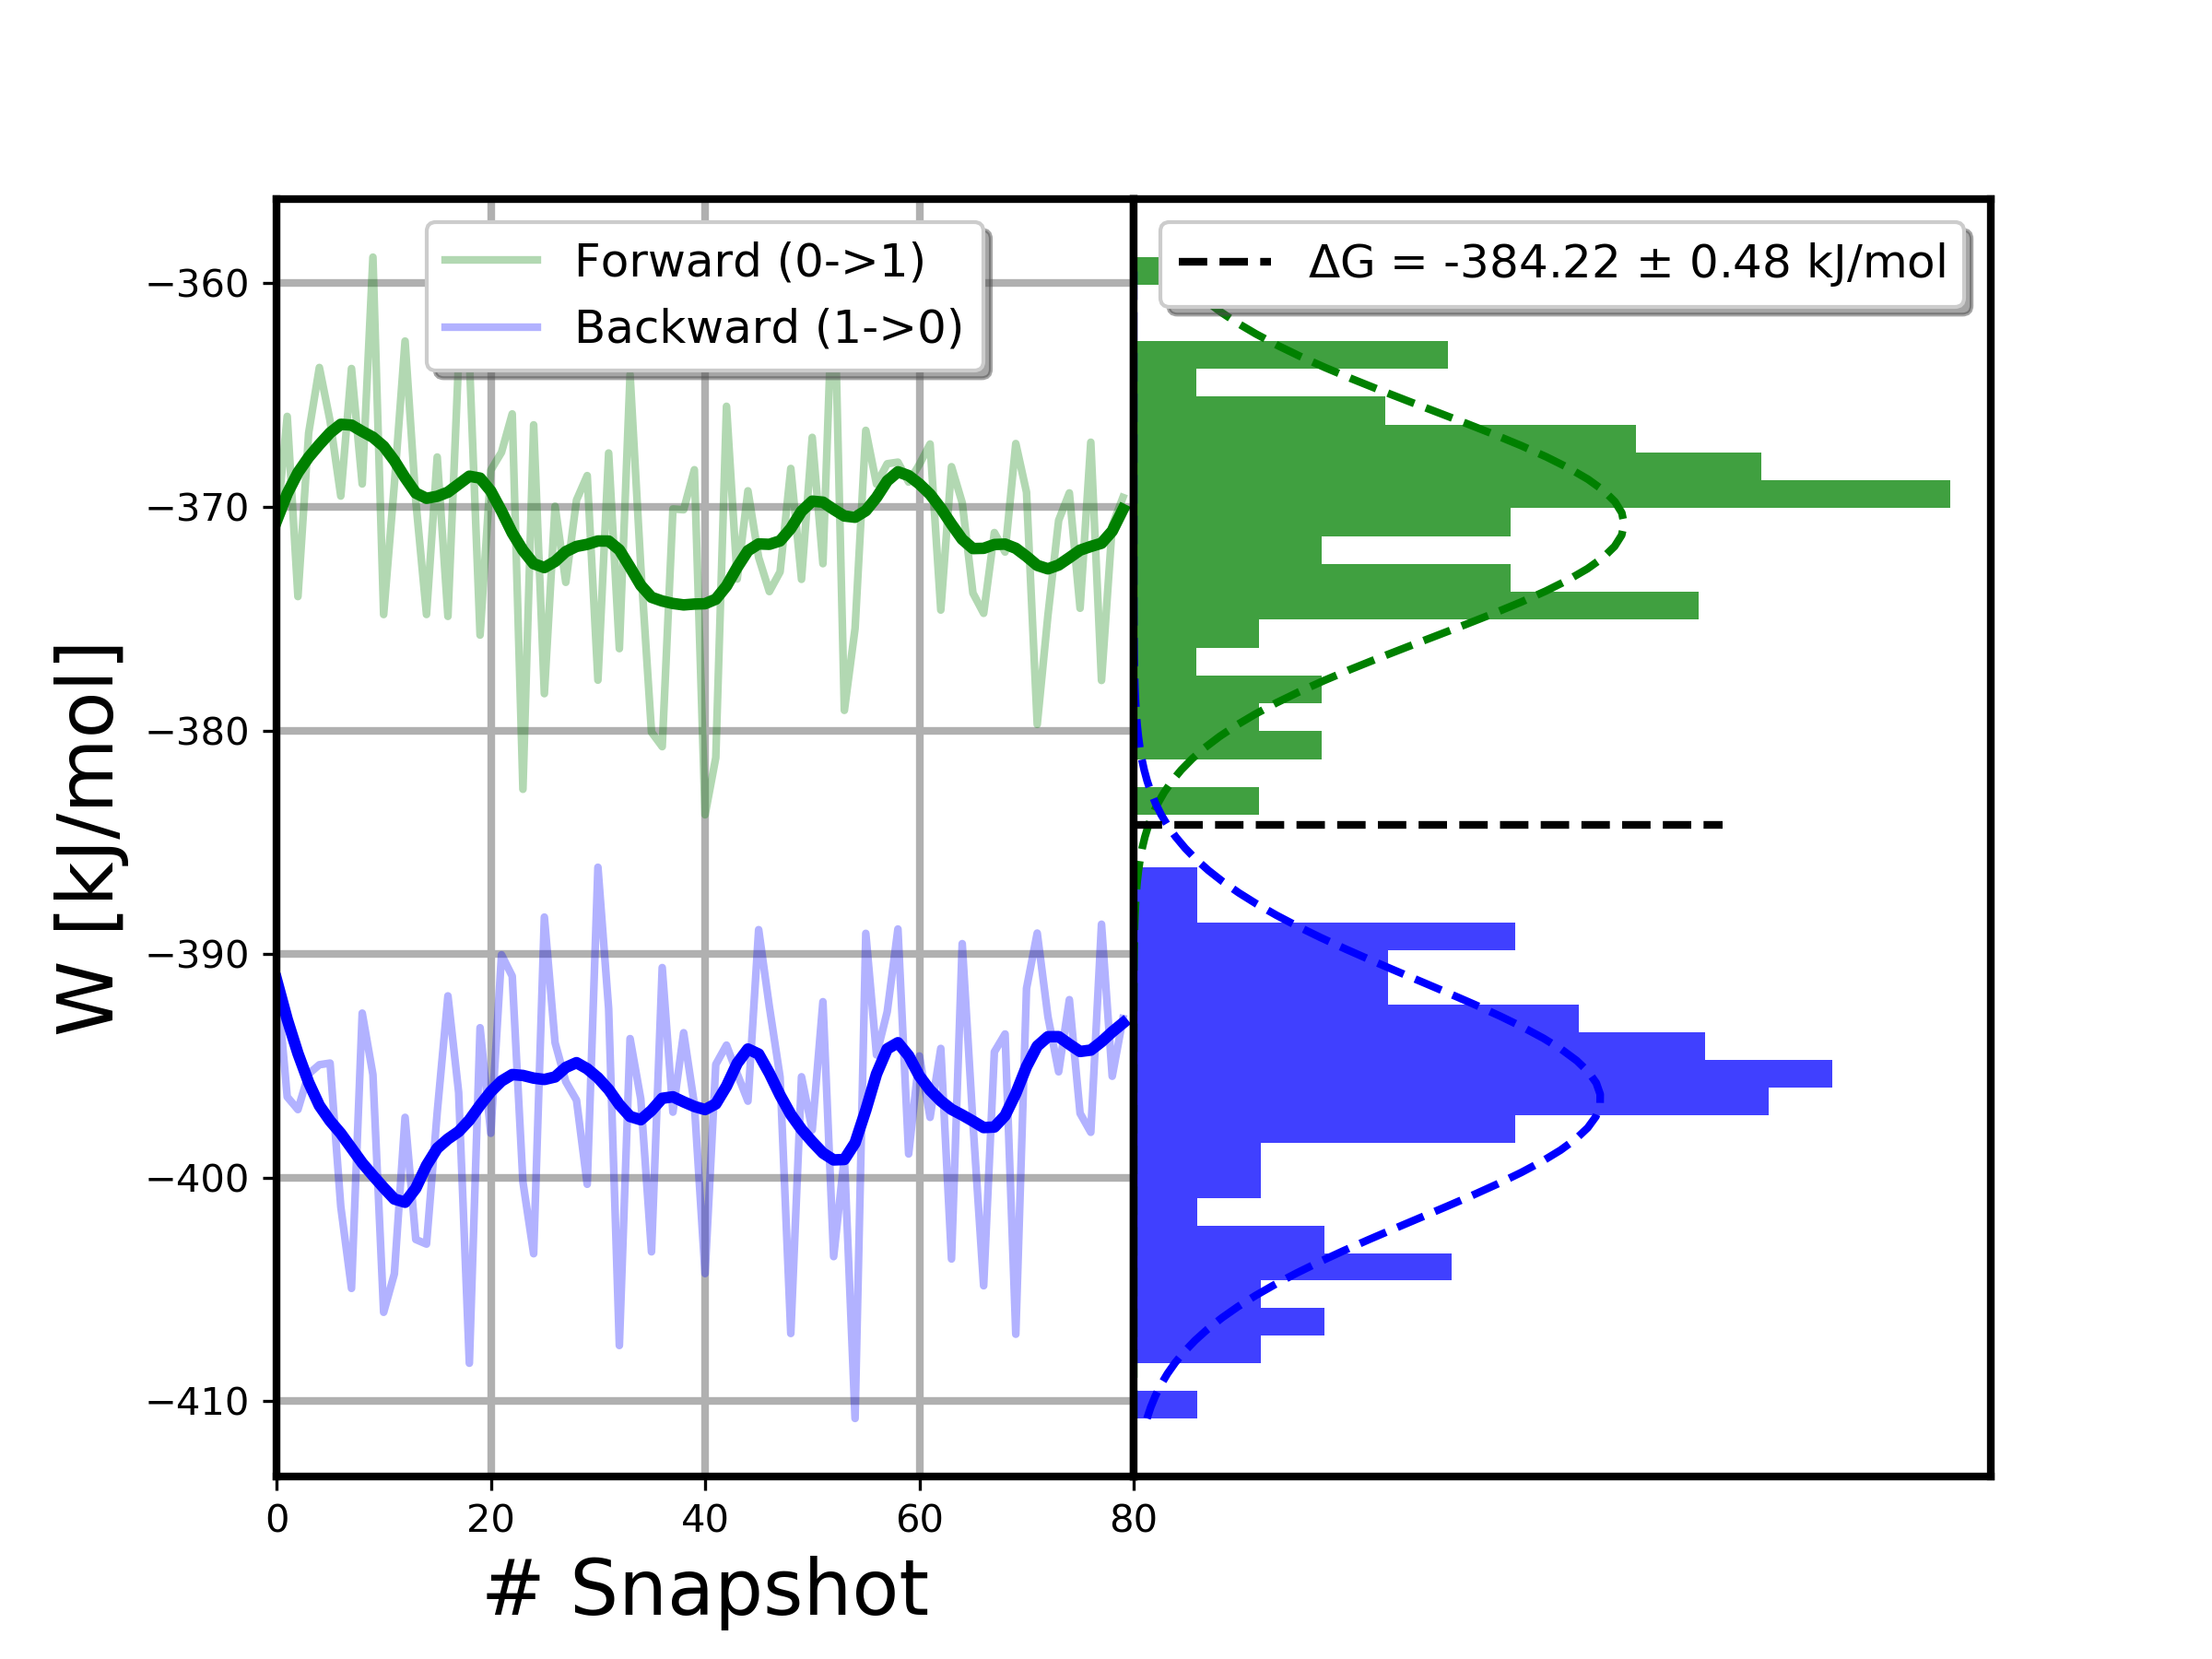 Forward (0->1)
Backward (1->0)
ΔG = -384.22 ± 0.48 kJ/mol
W [kJ/mol]
−360
−370
−380
−390
−400
−410
0 20 40 60 80
# Snapshot